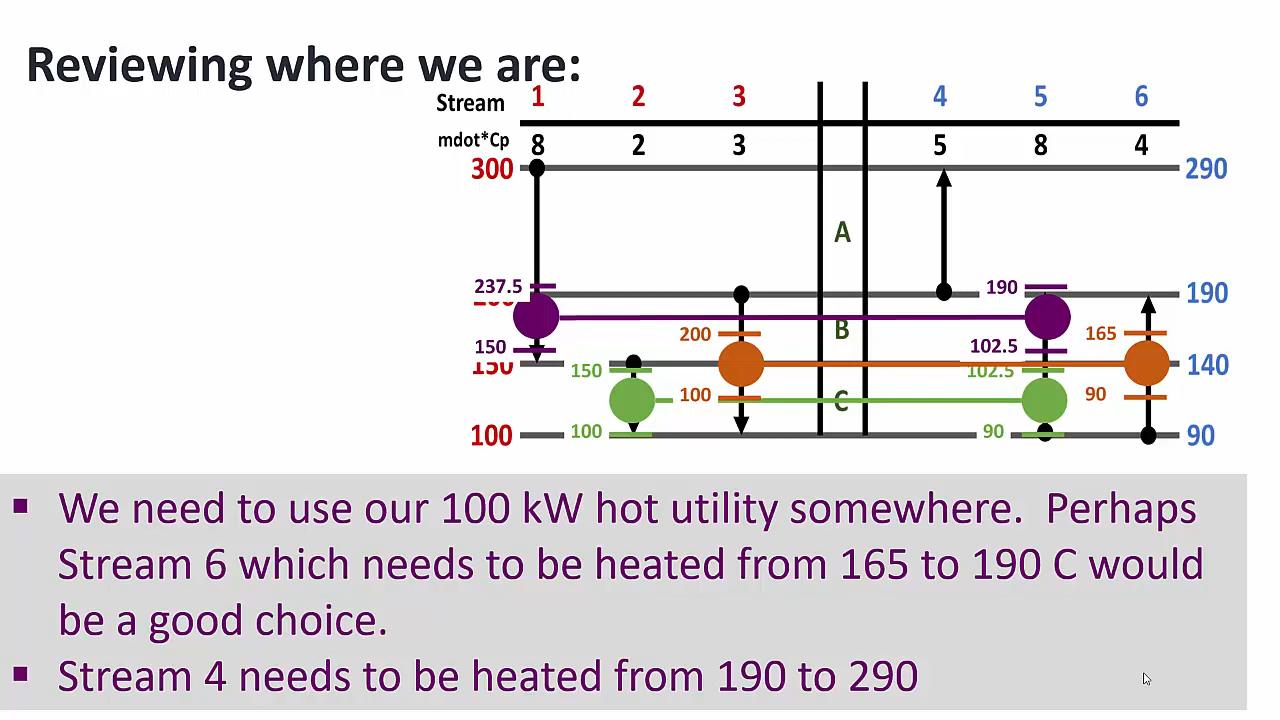 Reviewing where we are:
Stream 1 2 3 4 5 6
mdot*Cp 8 2 3 5 8 4
300 290
A
237.5 190 190
200
B
200 165
150 102.5
150 140
150 102.5
100 90
C
100 90
100 90
▪ We need to use our 100 kW hot utility somewhere. Perhaps
Stream 6 which needs to be heated from 165 to 190 C would
be a good choice.
▪ Stream 4 needs to be heated from 190 to 290